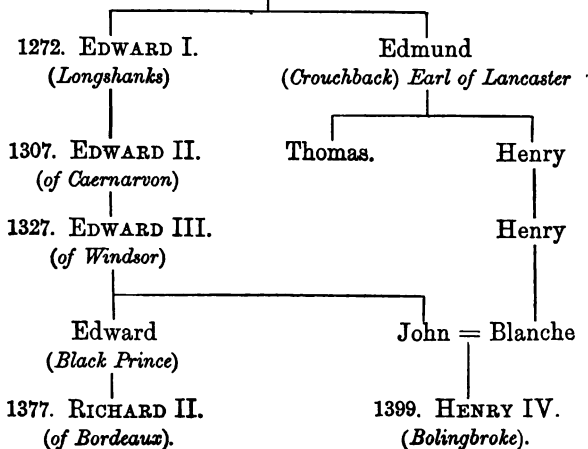 1272. EDWARD I. Edmund
(Longshanks) (Crouchback) Earl of Lancaster
1307. EDWARD II. Thomas. Henry
(of Caernarvon)
1327. EDWARD III. Henry
(of Windsor)
Edward John = Blanche
(Black Prince)
1377. RICHARD II. 1399. HENRY IV.
(of Bordeaux). (Bolingbroke).